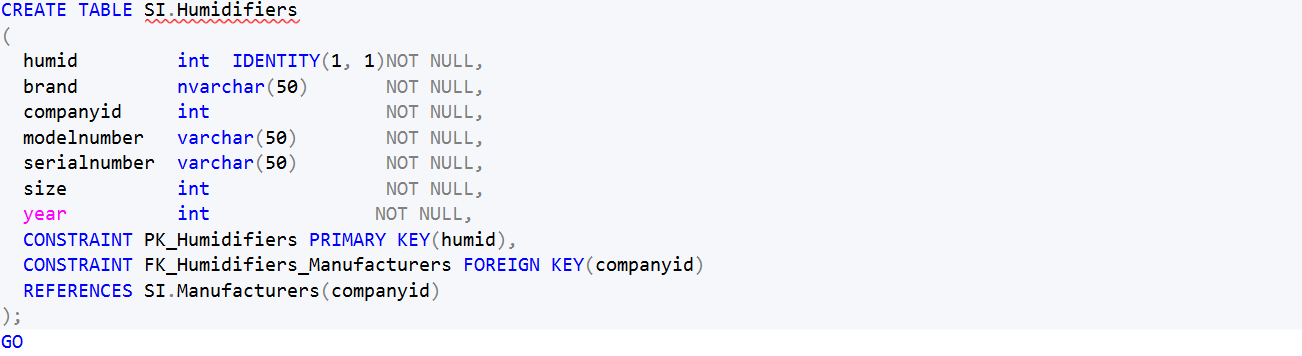 CREATE TABLE SI.Humidifiers
(
  humid         int  IDENTITY(1, 1)NOT NULL,
  brand         nvarchar(50)       NOT NULL,
  companyid     int                NOT NULL,
  modelnumber   varchar(50)        NOT NULL,
  serialnumber  varchar(50)        NOT NULL,
  size          int                NOT NULL,
  year          int               NOT NULL,
  CONSTRAINT PK_Humidifiers PRIMARY KEY(humid),
  CONSTRAINT FK_Humidifiers_Manufacturers FOREIGN KEY(companyid)
  REFERENCES SI.Manufacturers(companyid)
);
GO